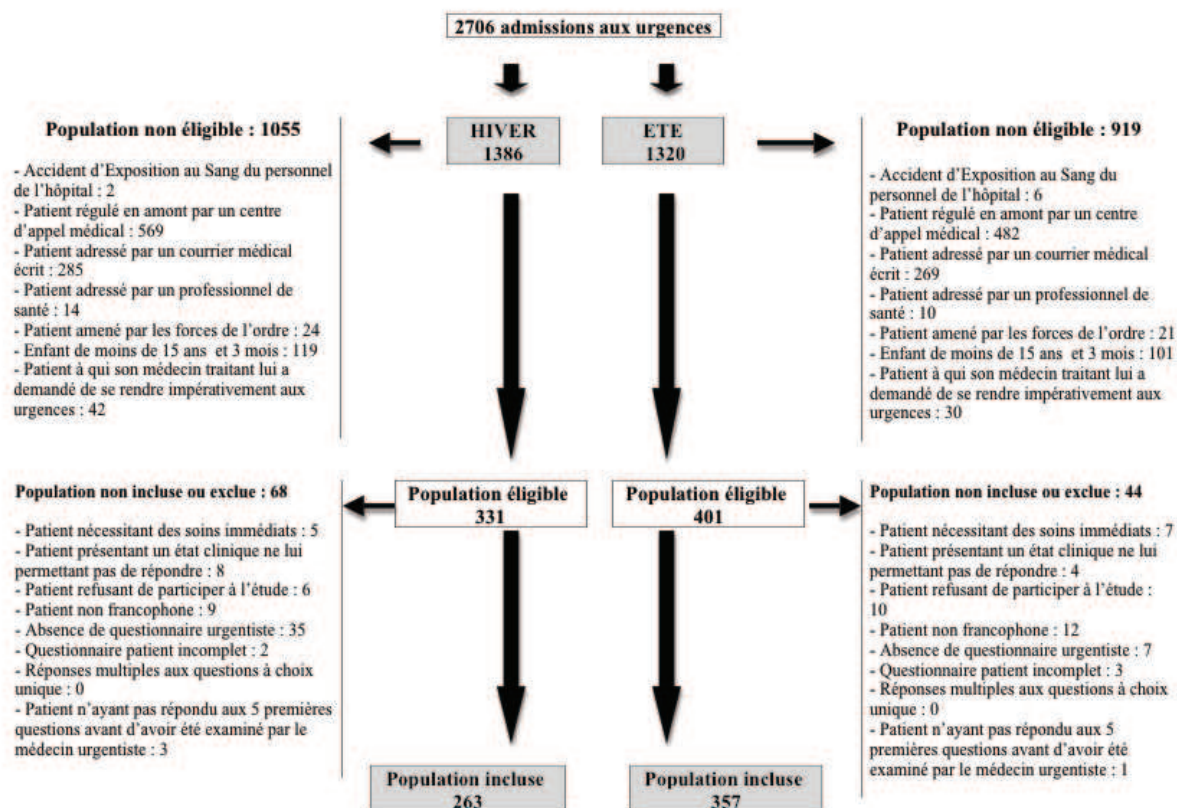 2706 admissions aux urgences
HIVER
1386
ETE
1320
Population non éligible : 1055
- Accident d'Exposition au Sang du personnel
de l'hôpital : 2
- Patient régulé en amont par un centre
d'appel médical : 569
- Patient adressé par un courrier médical
écrit : 285
- Patient adressé par un professionnel de
santé : 14
- Patient amené par les forces de l'ordre : 24
- Enfant de moins de 15 ans et 3 mois : 119
- Patient à qui son médecin traitant lui a
demandé de se rendre impérativement aux
urgences : 42
Population non éligible : 919
- Accident d'Exposition au Sang du
personnel de l'hôpital : 6
- Patient régulé en amont par un centre
d'appel médical : 482
- Patient adressé par un courrier médical
écrit : 269
- Patient adressé par un professionnel de
santé : 10
- Patient amené par les forces de l'ordre : 21
- Enfant de moins de 15 ans et 3 mois : 101
- Patient à qui son médecin traitant lui a
demandé de se rendre impérativement aux
urgences : 30
Population éligible
331
Population éligible
401
Population non incluse ou exclue : 68
- Patient nécessitant des soins immédiats : 5
- Patient présentant un état clinique ne lui
permettant pas de répondre : 8
- Patient refusant de participer à l'étude : 6
- Patient non francophone : 9
- Absence de questionnaire urgentiste : 35
- Questionnaire patient incomplet : 2
- Réponses multiples aux questions à choix
unique : 0
- Patient n'ayant pas répondu aux 5 premières
questions avant d'avoir été examiné par le
médecin urgentiste : 3
Population non incluse ou exclue : 44
- Patient nécessitant des soins immédiats : 7
- Patient présentant un état clinique ne lui
permettant pas de répondre : 4
- Patient refusant de participer à l'étude :
10
- Patient non francophone : 12
- Absence de questionnaire urgentiste : 7
- Questionnaire patient incomplet : 3
- Réponses multiples aux questions à choix
unique : 0
- Patient n'ayant pas répondu aux 5
premières questions avant d'avoir été
examiné par le médecin urgentiste : 1
Population incluse
263
Population incluse
357